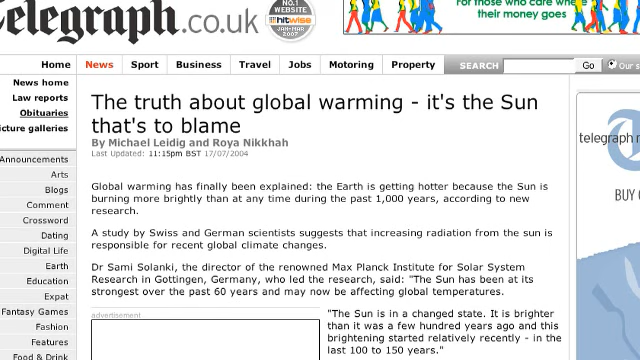 Telegraph.co.uk
NO.1
WEBSITE
hitwise
JAN-MAR
2007
For those who care where
their money goes
Home News Sport Business Travel Jobs Motoring Property SEARCH Go Our s
News home
Law reports
Obituaries
icture galleries
Announcements
Arts
Blogs
Comment
Crossword
Dating
Digital Life
Earth
Education
Expat
Fantasy Games
Fashion
Features
Food & Drink
The truth about global warming - it's the Sun
that's to blame
By Michael Leidig and Roya Nikkhah
Last Updated: 11:15pm BST 17/07/2004
Global warming has finally been explained: the Earth is getting hotter because the Sun is
burning more brightly than at any time during the past 1,000 years, according to new
research.
A study by Swiss and German scientists suggests that increasing radiation from the sun is
responsible for recent global climate changes.
Dr Sami Solanki, the director of the renowned Max Planck Institute for Solar System
Research in Gottingen, Germany, who led the research, said: "The Sun has been at its
strongest over the past 60 years and may now be affecting global temperatures.
advertisement
"The Sun is in a changed state. It is brighter
than it was a few hundred years ago and this
brightening started relatively recently - in the
last 100 to 150 years."
telegraph
BUY